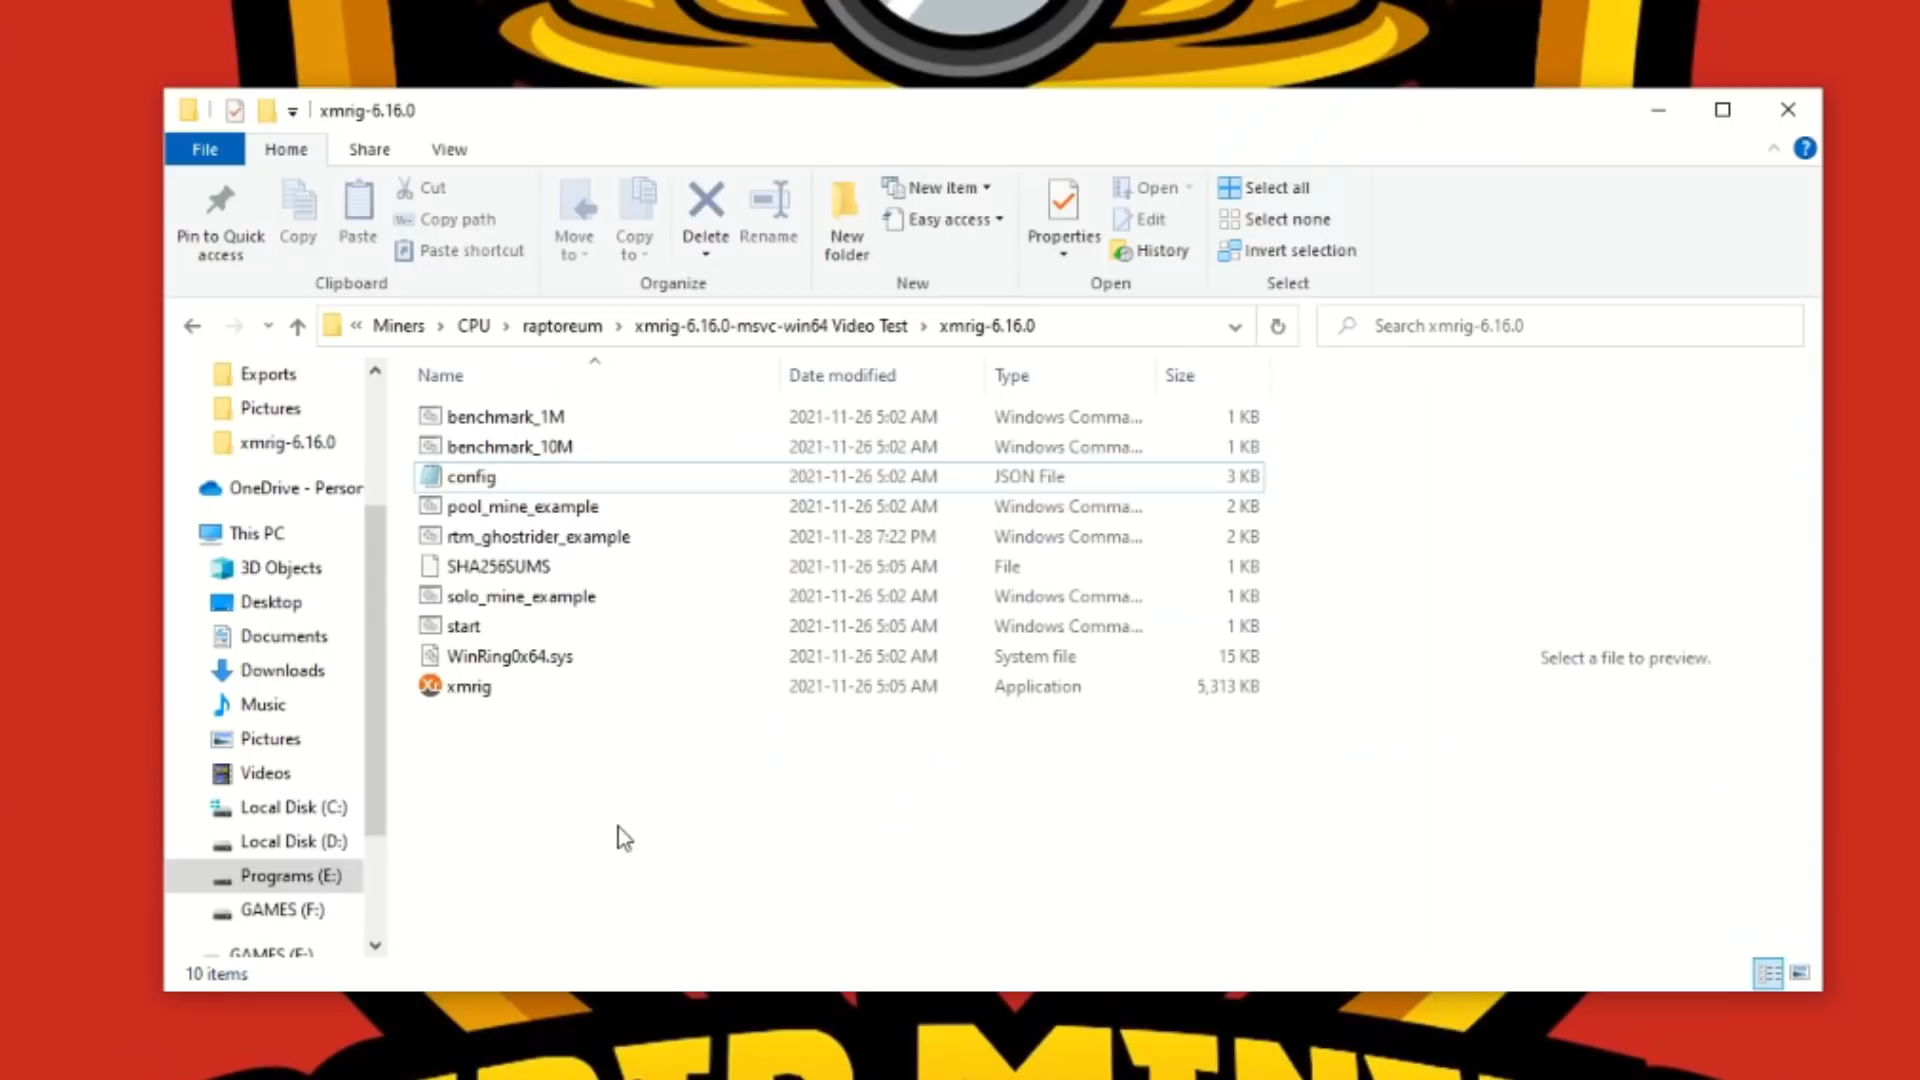 xmrig-6.16.0
File Home Share View
Pin to Quick access
Copy
Paste
Cut
Copy path
Paste shortcut
Clipboard
Move to
Copy to
Delete
Rename
Organize
New folder
New item
Easy access
New
Properties
Open
Edit
History
Open
Select all
Select none
Invert selection
Select
« Miners › CPU › raptoreum › xmrig-6.16.0-msvc-win64 Video Test › xmrig-6.16.0
Search xmrig-6.16.0
Exports
Pictures
xmrig-6.16.0
OneDrive - Person
This PC
3D Objects
Desktop
Documents
Downloads
Music
Pictures
Videos
Local Disk (C:)
Local Disk (D:)
Programs (E:)
GAMES (F:)
GAMES (F:)
Name Date modified Type Size
benchmark_1M 2021-11-26 5:02 AM Windows Comma... 1 KB
benchmark_10M 2021-11-26 5:02 AM Windows Comma... 1 KB
config 2021-11-26 5:02 AM JSON File 3 KB
pool_mine_example 2021-11-26 5:02 AM Windows Comma... 2 KB
rtm_ghostrider_example 2021-11-28 7:22 PM Windows Comma... 2 KB
SHA256SUMS 2021-11-26 5:05 AM File 1 KB
solo_mine_example 2021-11-26 5:02 AM Windows Comma... 1 KB
start 2021-11-26 5:05 AM Windows Comma... 1 KB
WinRing0x64.sys 2021-11-26 5:02 AM System file 15 KB
xmrig 2021-11-26 5:05 AM Application 5,313 KB
Select a file to preview.
10 items